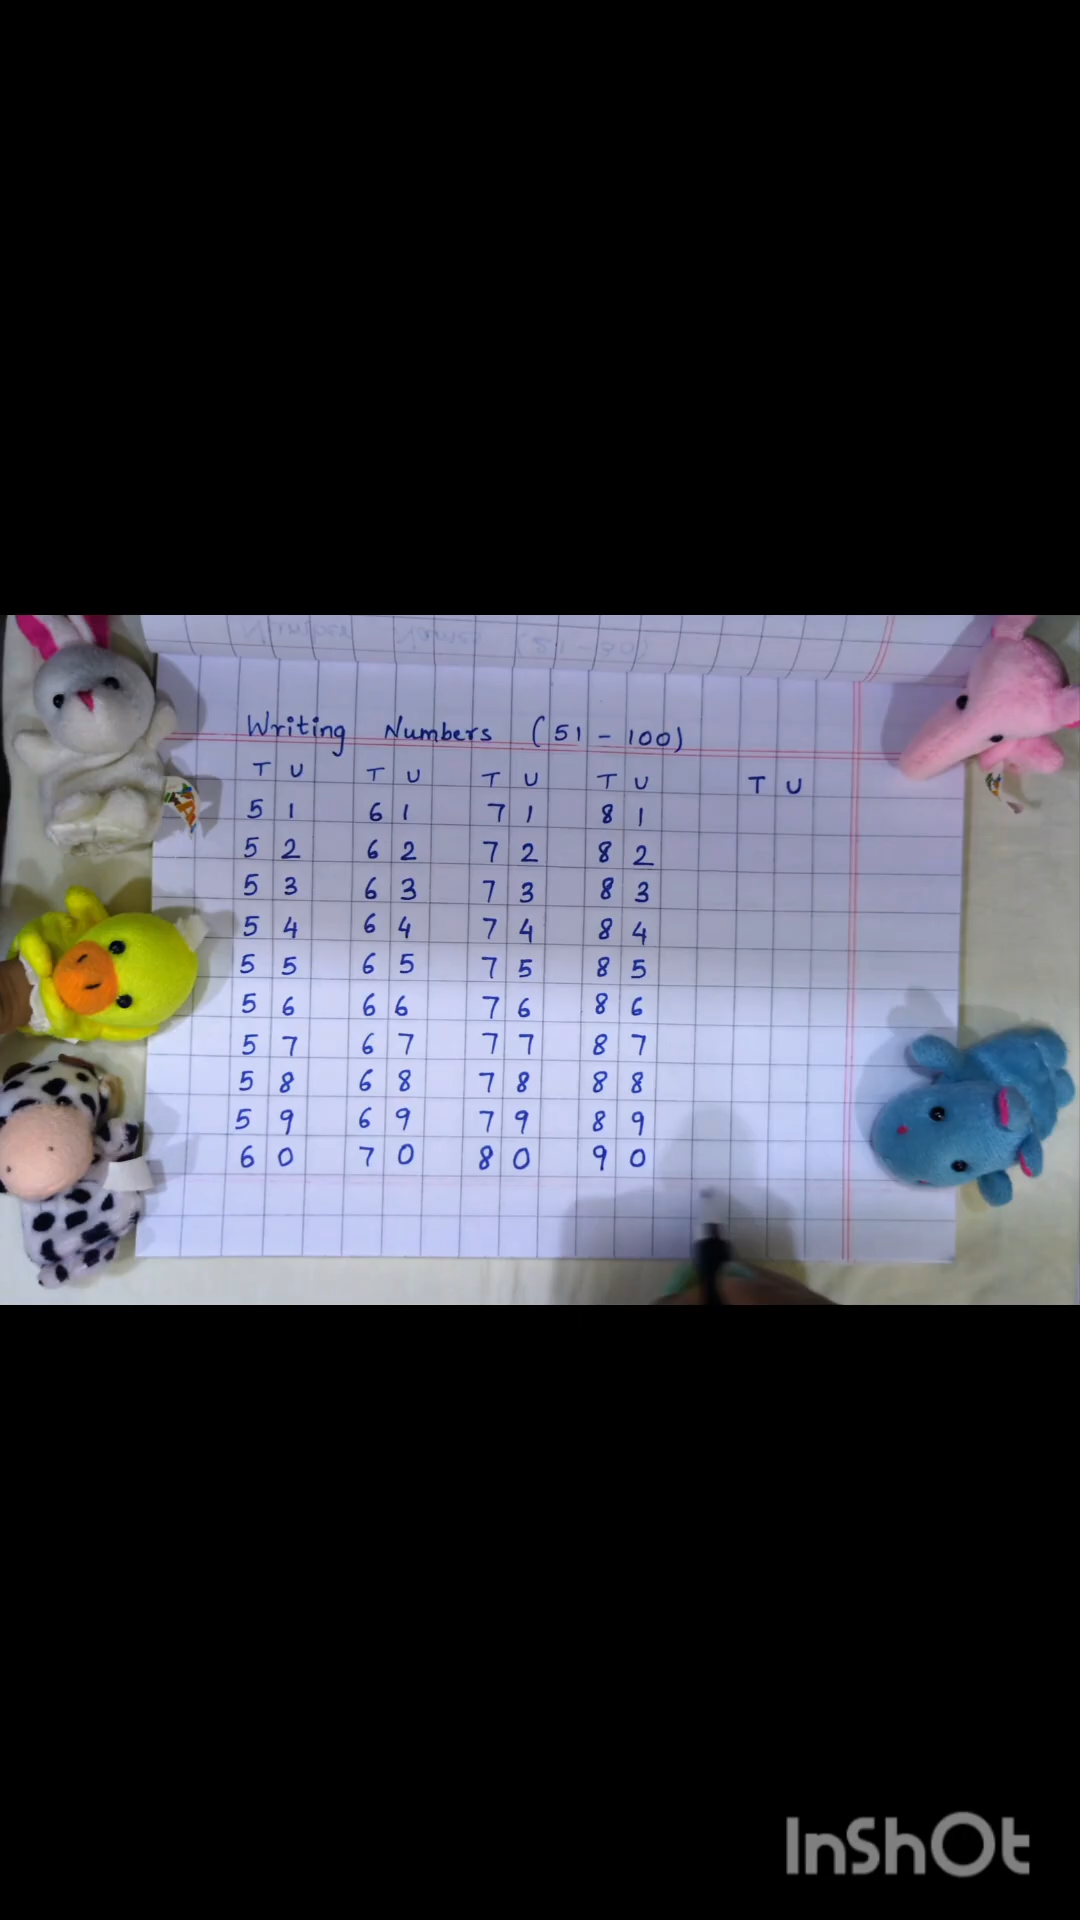 Number Names (21-30)
Writing Numbers (51 - 100)
T U T U T U T U T U
5 1 6 1 7 1 8 1
5 2 6 2 7 2 8 2
5 3 6 3 7 3 8 3
5 4 6 4 7 4 8 4
5 5 6 5 7 5 8 5
5 6 6 6 7 6 8 6
5 7 6 7 7 7 8 7
5 8 6 8 7 8 8 8
5 9 6 9 7 9 8 9
6 0 7 0 8 0 9 0
InShOt